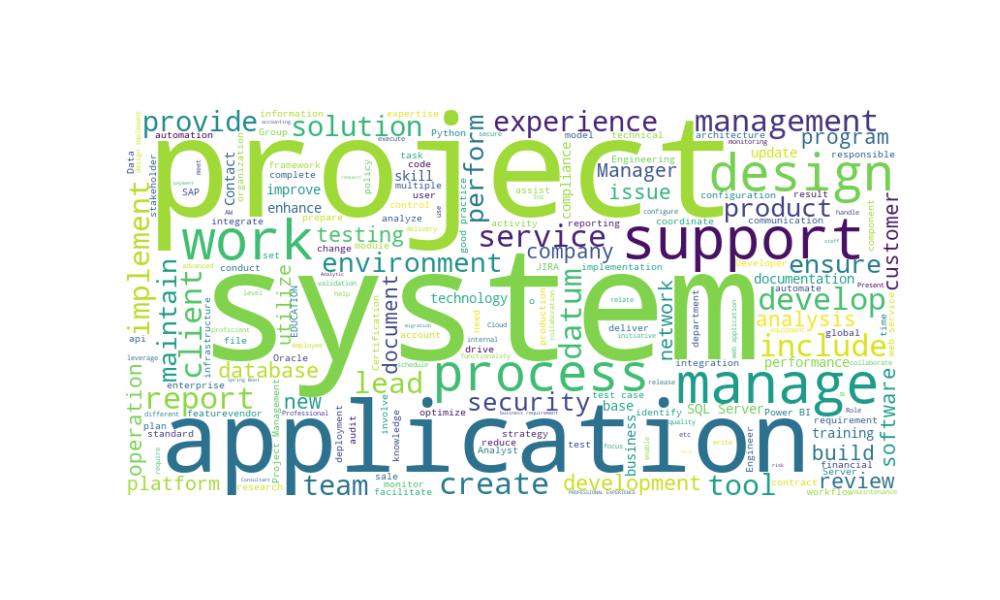 project
system
application
support
manage
process
work
design
management
experience
provide
solution
perform
program
product
service
company
customer
ensure
develop
include
analysis
environment
testing
client
report
implement
maintain
operation
utilize
document
datum
network
Manager
issue
update
compliance
Engineering
technical
architecture
monitoring
responsible
model
secure
Python
execute
expertise
information
accounting
Group
automation
Data
stakeholder
SAP
Contact
organization
integrate
framework
complete
improve
enhance
prepare
policy
request
task
code
skill
multiple
user
control
analyze
use
delivery
good practice
activity
assist
Inc
reporting
configuration
result
communication
handle
configure
coordinate
component
staff
set
change
module
advanced
conduct
level
proficient
file
infrastructure
EDUCATION
Analytic
validation
help
api
leverage
Oracle
database
employee
enterprise
Spring Boot
Certification
technology
o
JIRA
implementation
migration
Cloud
need
internal
account
drive
functionality
schedule
production
collaboration
relate
deliver
initiative
department
web application
developer
documentation
automate
Present
web service
time
global
equipment
performance
collaborate
integration
release
lead
security
test case
base
new
feature
vendor
Professional
different
plan
standard
require
Project Management
deployment
audit
involve
knowledge
optimize
business requirement
strategy
reduce
Analyst
test
focus
business
identify
quality
enable
etc
write
SQL Server
Power BI
Engineer
risk
Role
requirement
training
build
financial
Server
review
software
platform
Consultant
research
team
sale
monitor
facilitate
create
PROFESSIONAL EXPERIENCE
development
tool
contract
workflow
maintenance